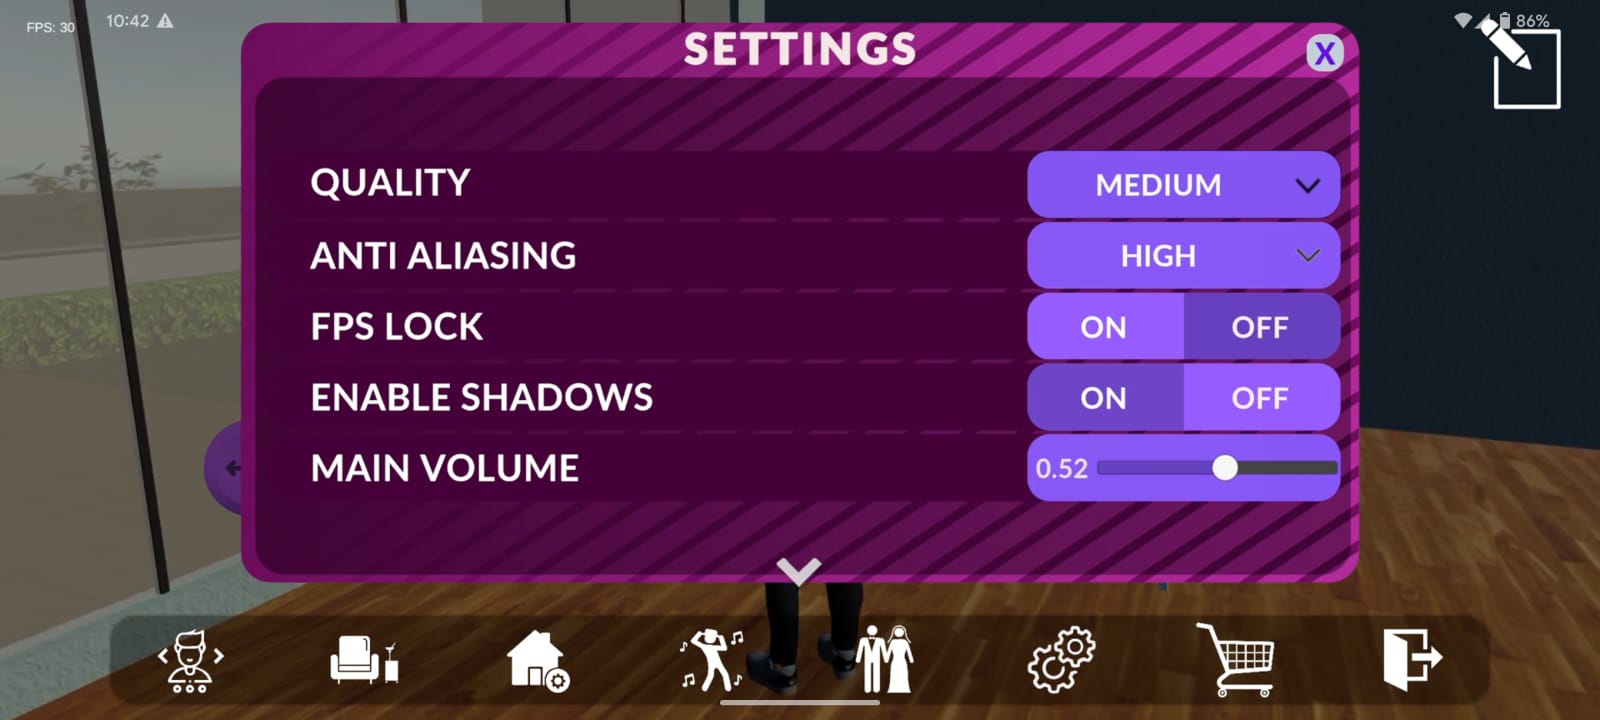 FPS: 30
10:42
86%
SETTINGS
X
QUALITY
MEDIUM
ANTI ALIASING
HIGH
FPS LOCK
ON OFF
ENABLE SHADOWS
ON OFF
MAIN VOLUME
0.52